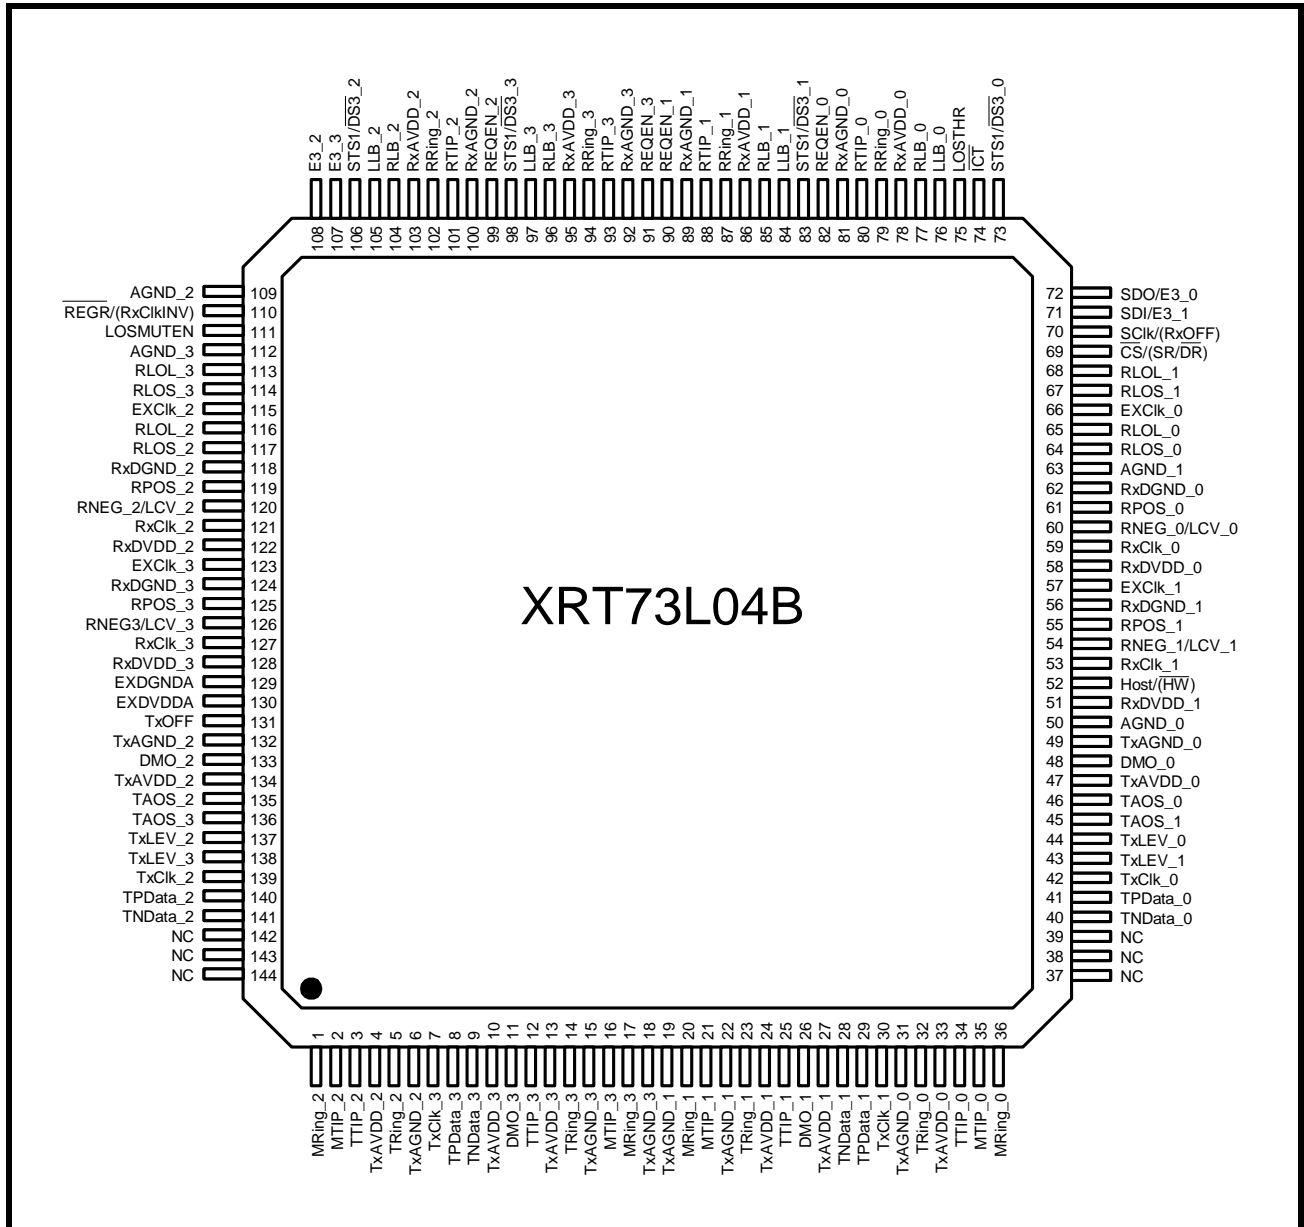 E3_2
E3_3
STS1/DS3_2
LLB_2
RLB_2
RxAVDD_2
RRing_2
RTIP_2
RxAGND_2
REQEN_2
STS1/DS3_3
LLB_3
RLB_3
RxAVDD_3
RRing_3
RTIP_3
RxAGND_3
REQEN_3
REQEN_1
RxAGND_1
RTIP_1
RRing_1
RxAVDD_1
RLB_1
LLB_1
STS1/DS3_1
REQEN_0
RxAGND_0
RTIP_0
RRing_0
RxAVDD_0
RLB_0
LLB_0
LOSTHR
ICT
STS1/DS3_0
108
107
106
105
104
103
102
101
100
99
98
97
96
95
94
93
92
91
90
89
88
87
86
85
84
83
82
81
80
79
78
77
76
75
74
73
AGND_2 109
REGR/(RxClkINV) 110
LOSMUTEN 111
AGND_3 112
RLOL_3 113
RLOS_3 114
EXClk_2 115
RLOL_2 116
RLOS_2 117
RxDGND_2 118
RPOS_2 119
RNEG_2/LCV_2 120
RxClk_2 121
RxDVDD_2 122
EXClk_3 123
RxDGND_3 124
RPOS_3 125
RNEG3/LCV_3 126
RxClk_3 127
RxDVDD_3 128
EXDGNDA 129
EXDVDDA 130
TxOFF 131
TxAGND_2 132
DMO_2 133
TxAVDD_2 134
TAOS_2 135
TAOS_3 136
TxLEV_2 137
TxLEV_3 138
TxClk_2 139
TPData_2 140
TNData_2 141
NC 142
NC 143
NC 144
XRT73L04B
72 SDO/E3_0
71 SDI/E3_1
70 SClk/(RxOFF)
69 CS/(SR/DR)
68 RLOL_1
67 RLOS_1
66 EXClk_0
65 RLOL_0
64 RLOS_0
63 AGND_1
62 RxDGND_0
61 RPOS_0
60 RNEG_0/LCV_0
59 RxClk_0
58 RxDVDD_0
57 EXClk_1
56 RxDGND_1
55 RPOS_1
54 RNEG_1/LCV_1
53 RxClk_1
52 Host/(HW)
51 RxDVDD_1
50 AGND_0
49 TxAGND_0
48 DMO_0
47 TxAVDD_0
46 TAOS_0
45 TAOS_1
44 TxLEV_0
43 TxLEV_1
42 TxClk_0
41 TPData_0
40 TNData_0
39 NC
38 NC
37 NC
1
2
3
4
5
6
7
8
9
10
11
12
13
14
15
16
17
18
19
20
21
22
23
24
25
26
27
28
29
30
31
32
33
34
35
36
MRing_2
MTIP_2
TTIP_2
TxAVDD_2
TRing_2
TxAGND_2
TxClk_3
TPData_3
TNData_3
TxAVDD_3
DMO_3
TTIP_3
TxAVDD_3
TRing_3
TxAGND_3
MTIP_3
MRing_3
TxAGND_3
TxAGND_1
MRing_1
MTIP_1
TxAGND_1
TRing_1
TxAVDD_1
TTIP_1
DMO_1
TxAVDD_1
TNData_1
TPData_1
TxClk_1
TxAGND_0
TRing_0
TxAVDD_0
TTIP_0
MTIP_0
MRing_0